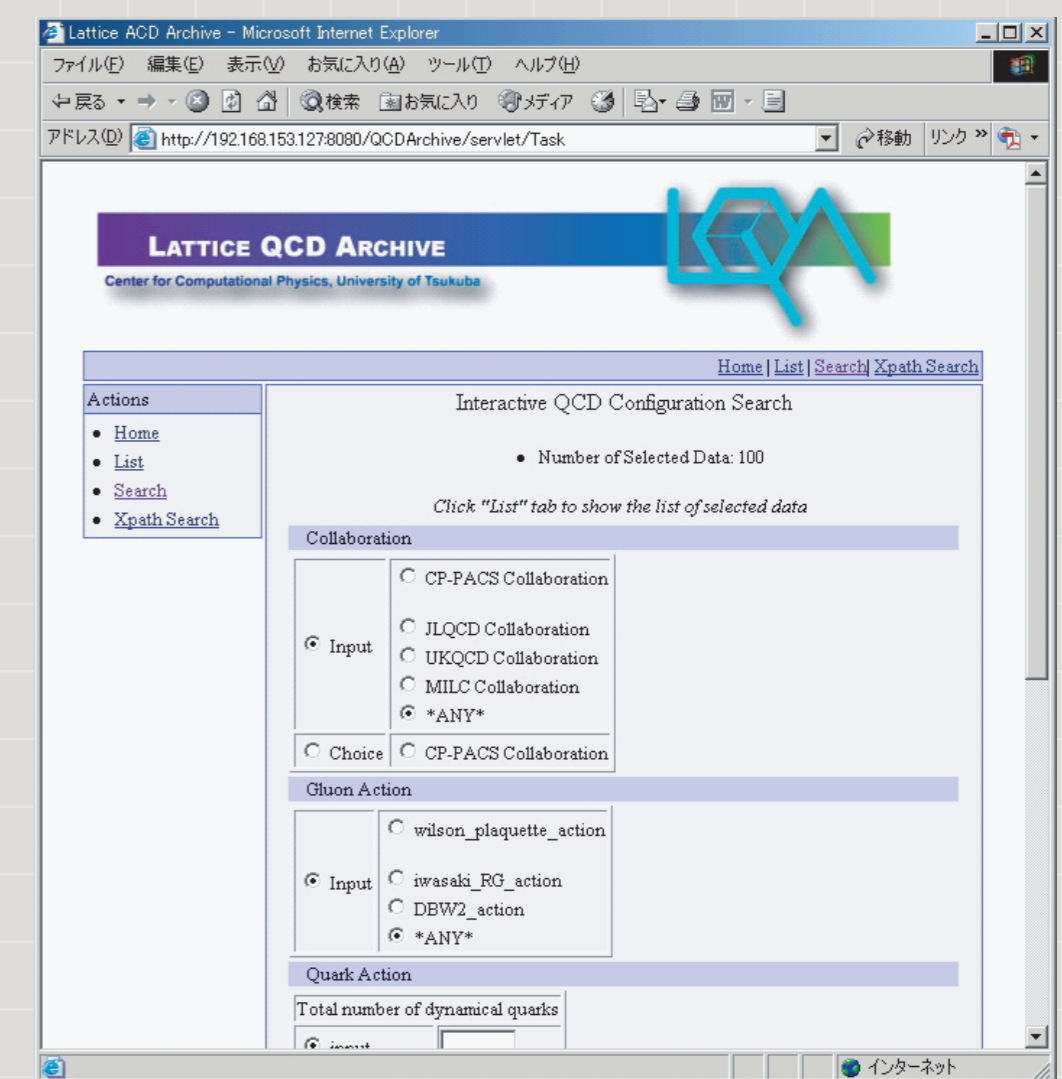 Lattice ACD Archive - Microsoft Internet Explorer
ファイル(F) 編集(E) 表示(V) お気に入り(A) ツール(T) ヘルプ(H)
戻る 検索 お気に入り メディア
アドレス(D) http://192.168.153.127:8080/QCDArchive/servlet/Task 移動 リンク »
LATTICE QCD ARCHIVE
Center for Computational Physics, University of Tsukuba
LQA
Home | List | Search| Xpath Search
Actions
• Home
• List
• Search
• Xpath Search
Interactive QCD Configuration Search
• Number of Selected Data: 100
Click "List" tab to show the list of selected data
Collaboration
Input
CP-PACS Collaboration
JLQCD Collaboration
UKQCD Collaboration
MILC Collaboration
*ANY*
Choice CP-PACS Collaboration
Gluon Action
Input
wilson_plaquette_action
iwasaki_RG_action
DBW2_action
*ANY*
Quark Action
Total number of dynamical quarks
input
インターネット